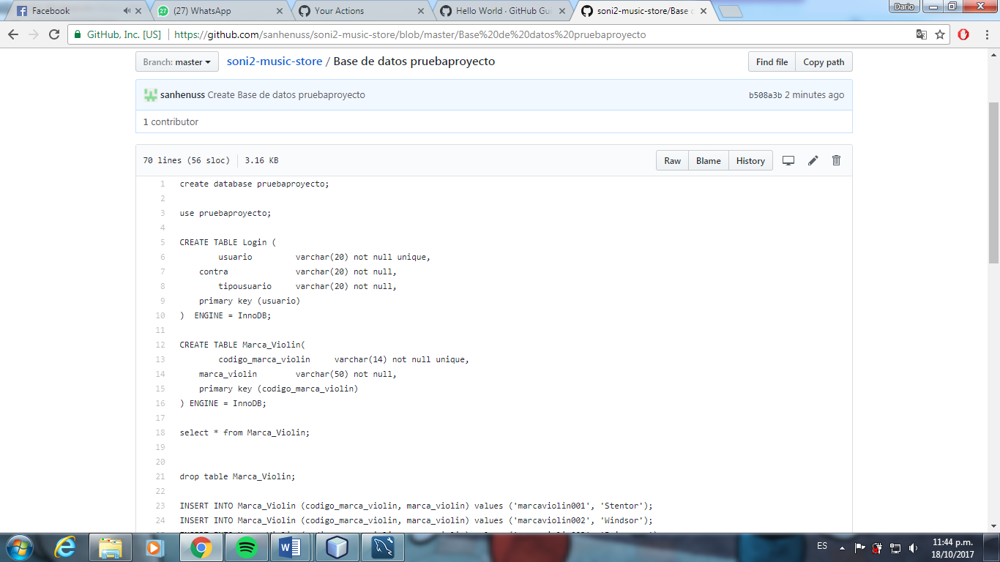 Facebook
27
(27) WhatsApp
Your Actions
Hello World - GitHub Gui
soni2-music-store/Base d
Dario
GitHub, Inc. [US]
https://github.com/sanhenuss/soni2-music-store/blob/master/Base%20de%20datos%20pruebaproyecto
Branch: master
soni2-music-store / Base de datos pruebaproyecto
Find file
Copy path
sanhenuss Create Base de datos pruebaproyecto
b508a3b 2 minutes ago
1 contributor
70 lines (56 sloc)
3.16 KB
Raw
Blame
History
1 create database pruebaproyecto;
2
3 use pruebaproyecto;
4
5 CREATE TABLE Login (
6 usuario varchar(20) not null unique,
7 contra varchar(20) not null,
8 tipousuario varchar(20) not null,
9 primary key (usuario)
10 ) ENGINE = InnoDB;
11
12 CREATE TABLE Marca_Violin(
13 codigo_marca_violin varchar(14) not null unique,
14 marca_violin varchar(50) not null,
15 primary key (codigo_marca_violin)
16 ) ENGINE = InnoDB;
17
18 select * from Marca_Violin;
19
20
21 drop table Marca_Violin;
22
23 INSERT INTO Marca_Violin (codigo_marca_violin, marca_violin) values ('marcaviolin001', 'Stentor');
24 INSERT INTO Marca_Violin (codigo_marca_violin, marca_violin) values ('marcaviolin002', 'Windsor');
ES
11:44 p.m.
18/10/2017